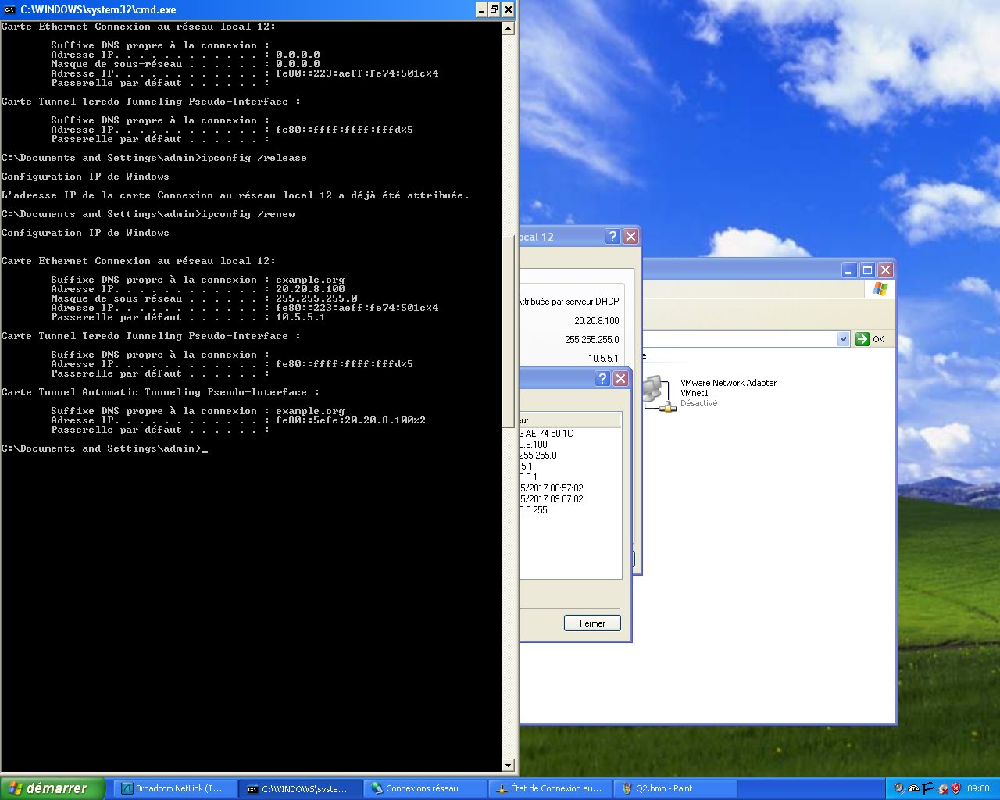 C:\WINDOWS\system32\cmd.exe
Carte Ethernet Connexion au réseau local 12:
Suffixe DNS propre à la connexion :
Adresse IP. . . . . . . . . . . . : 0.0.0.0
Masque de sous-réseau . . . . . . : 0.0.0.0
Adresse IP. . . . . . . . . . . . : fe80::223:aeff:fe74:501c%4
Passerelle par défaut . . . . . . :
Carte Tunnel Teredo Tunneling Pseudo-Interface :
Suffixe DNS propre à la connexion :
Adresse IP. . . . . . . . . . . . : fe80::ffff:ffff:fffd%5
Passerelle par défaut . . . . . . :
C:\Documents and Settings\admin>ipconfig /release
Configuration IP de Windows
L'adresse IP de la carte Connexion au réseau local 12 a déjà été attribuée.
C:\Documents and Settings\admin>ipconfig /renew
Configuration IP de Windows
Carte Ethernet Connexion au réseau local 12:
Suffixe DNS propre à la connexion : example.org
Adresse IP. . . . . . . . . . . . : 20.20.8.100
Masque de sous-réseau . . . . . . : 255.255.255.0
Adresse IP. . . . . . . . . . . . : fe80::223:aeff:fe74:501c%4
Passerelle par défaut . . . . . . : 10.5.5.1
Carte Tunnel Teredo Tunneling Pseudo-Interface :
Suffixe DNS propre à la connexion :
Adresse IP. . . . . . . . . . . . : fe80::ffff:ffff:fffd%5
Passerelle par défaut . . . . . . :
Carte Tunnel Automatic Tunneling Pseudo-Interface :
Suffixe DNS propre à la connexion : example.org
Adresse IP. . . . . . . . . . . . : fe80::5efe:20.20.8.100%2
Passerelle par défaut . . . . . . :
C:\Documents and Settings\admin>_
ocal 12
Attribuée par serveur DHCP
20.20.8.100
255.255.255.0
10.5.5.1
eur
3-AE-74-50-1C
0.8.100
255.255.0
.5.1
0.8.1
05/2017 08:57:02
05/2017 09:07:02
0.5.255
Fermer
OK
e
VMware Network Adapter
VMnet1
Désactivé
démarrer
Broadcom NetLink (T...
C:\WINDOWS\syste...
Connexions réseau
État de Connexion au...
Q2.bmp - Paint
09:00